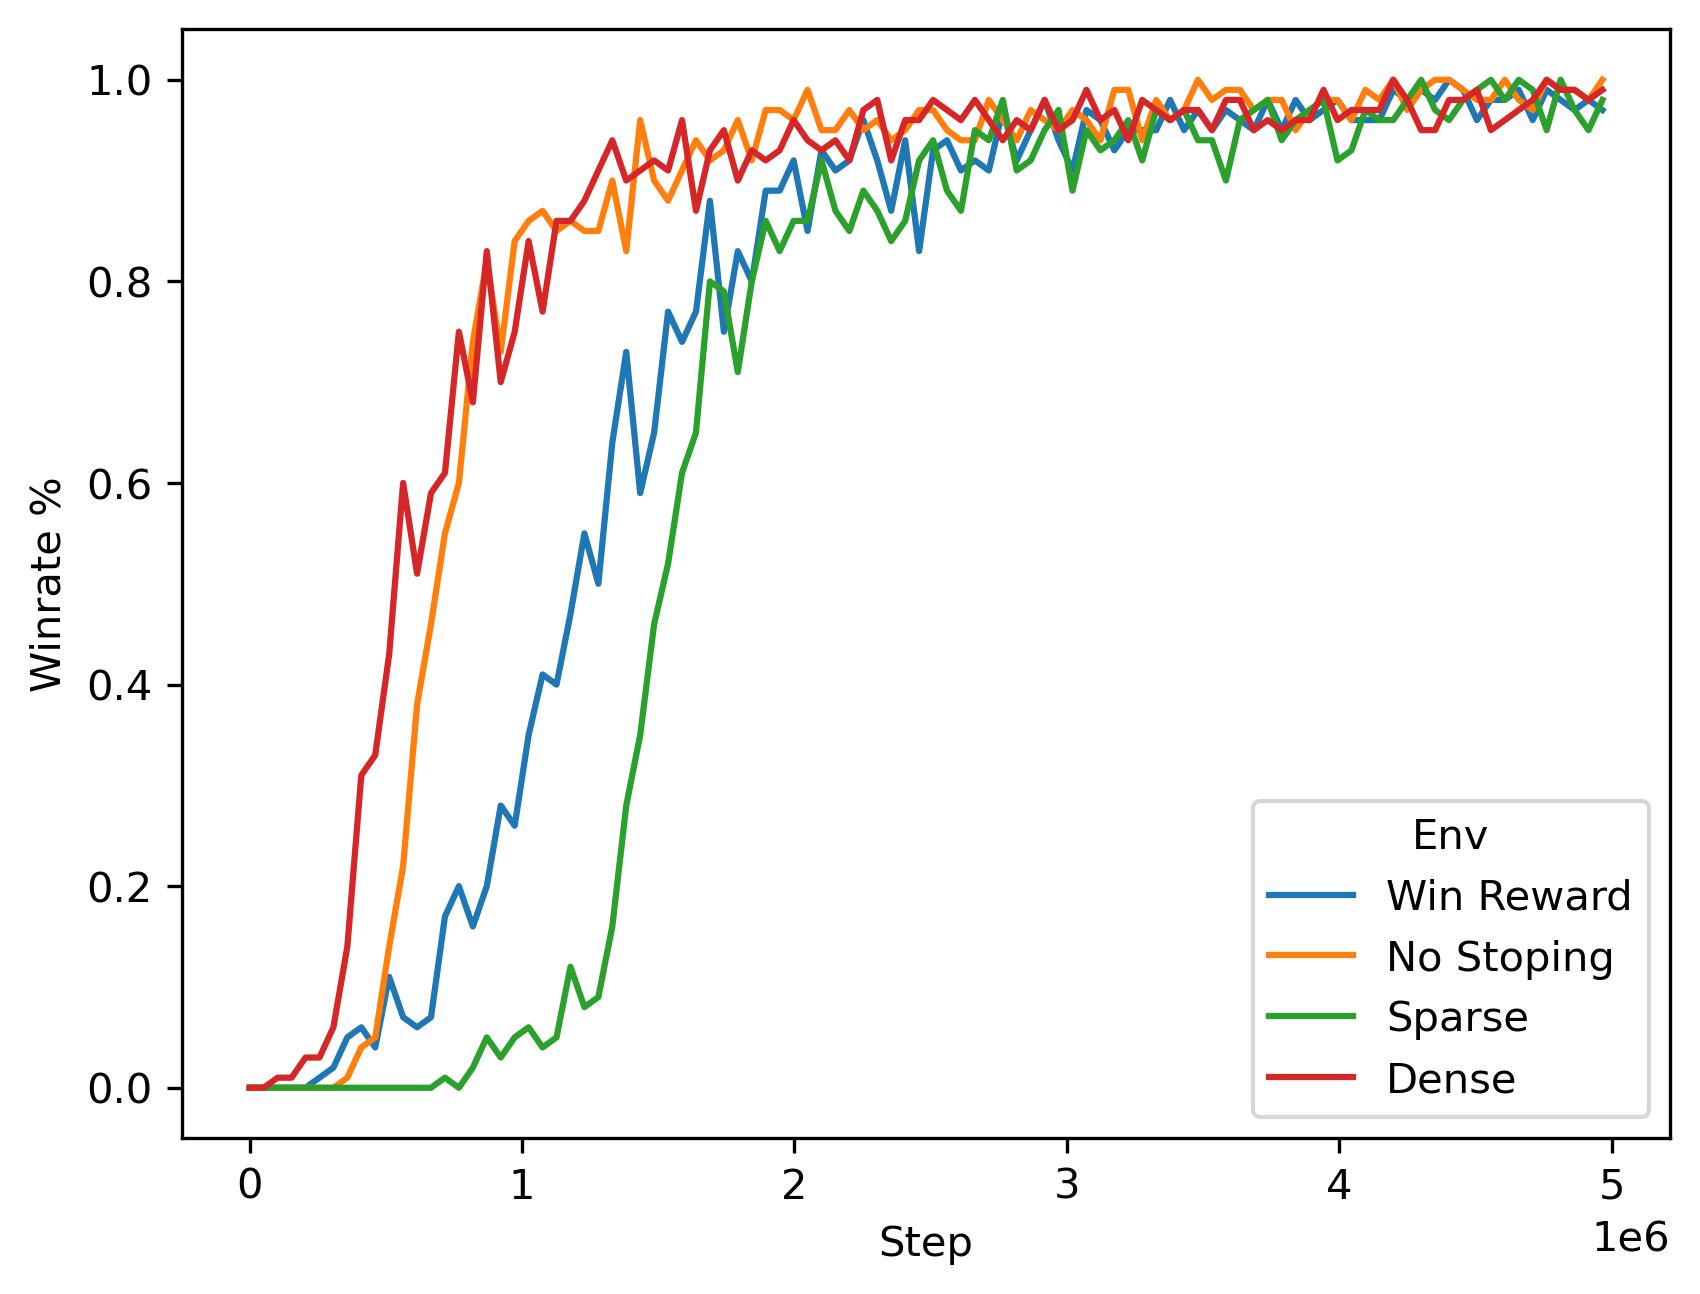 1.0
0.8
0.6
0.4
0.2
0.0
Winrate %
0 1 2 3 4 5
1e6
Step
Env
Win Reward
No Stoping
Sparse
Dense